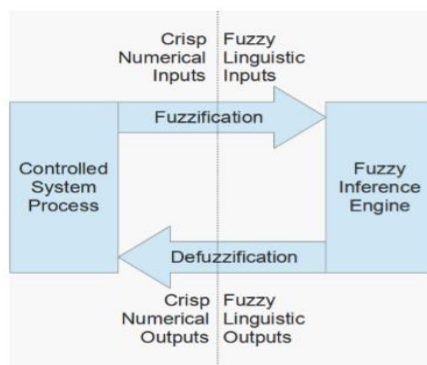 Crisp
Numerical
Inputs
Fuzzy
Linguistic
Inputs
Fuzzification
Controlled
System
Process
Fuzzy
Inference
Engine
Defuzzification
Crisp
Numerical
Outputs
Fuzzy
Linguistic
Outputs